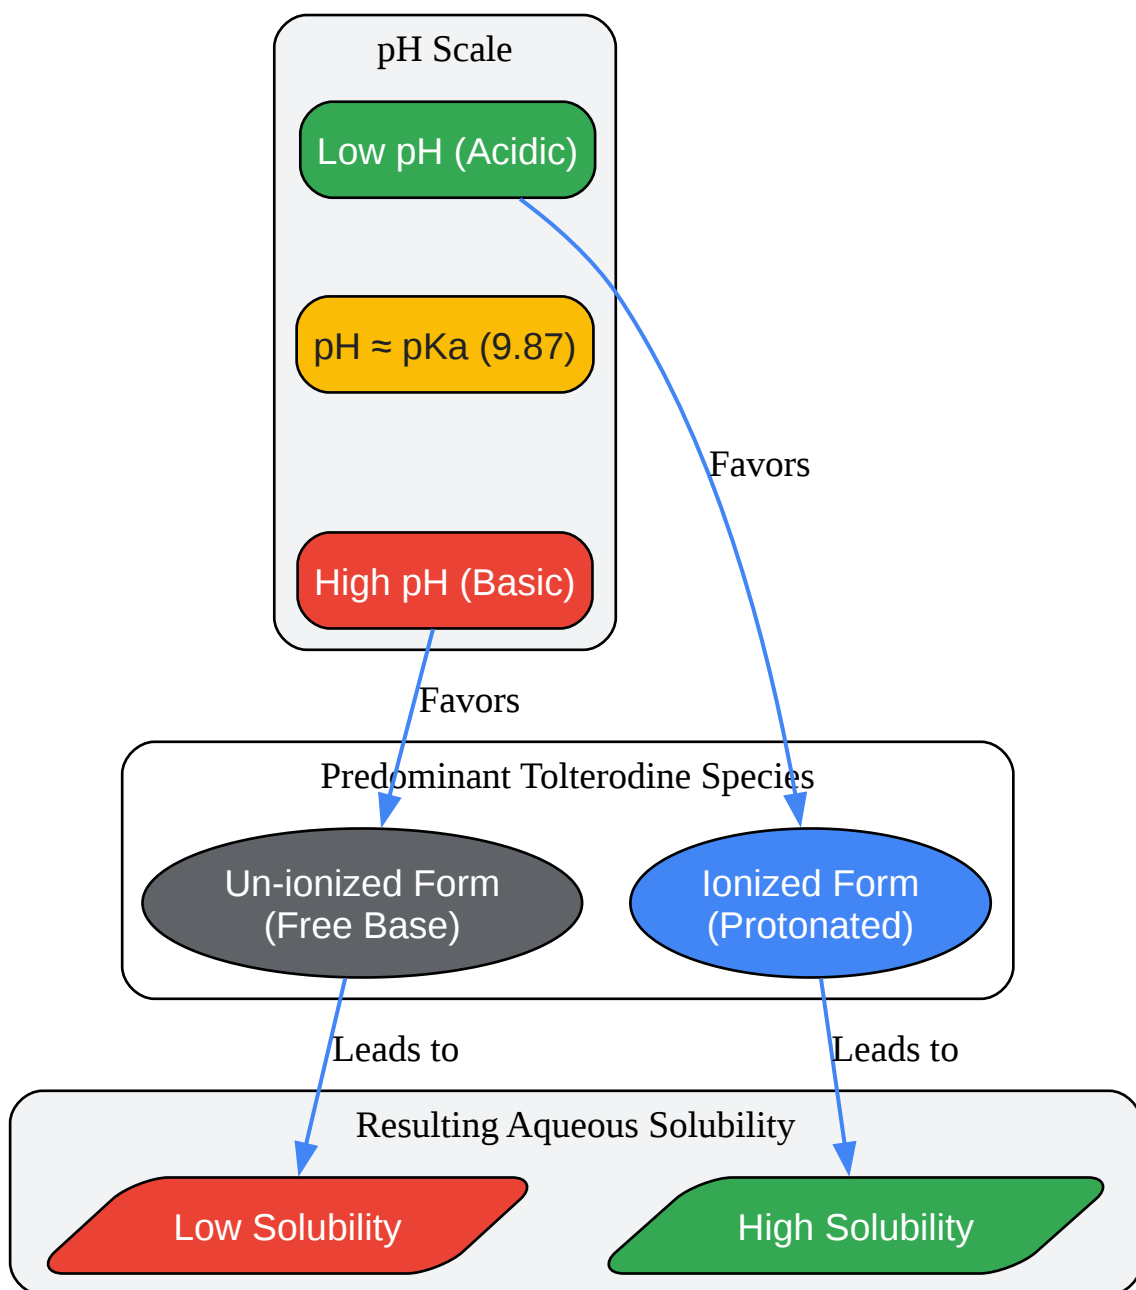 pH Scale
Low pH (Acidic)
pH ≈ pKa (9.87)
Favors
High pH (Basic)
Favors
Predominant Tolterodine Species
Un-ionized Form
(Free Base)
Ionized Form
(Protonated)
Leads to
Leads to
Resulting Aqueous Solubility
Low Solubility
High Solubility